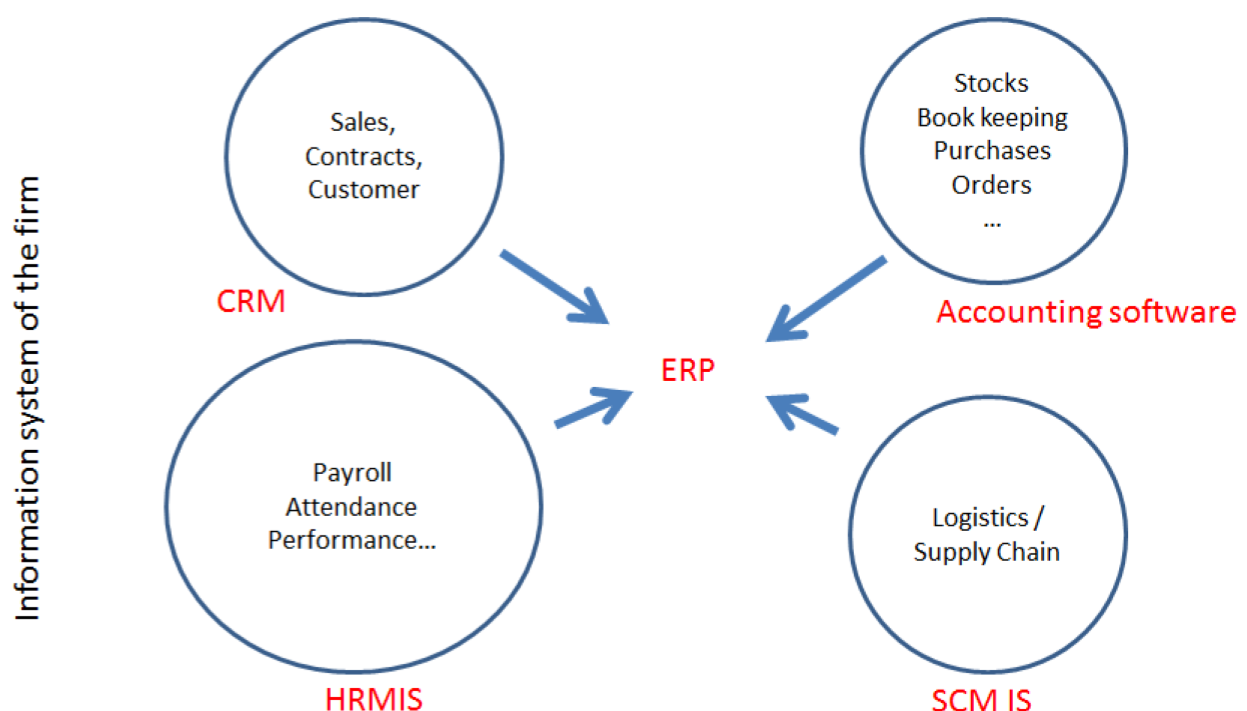 Information system of the firm
Sales,
Contracts,
Customer
CRM
Stocks
Book keeping
Purchases
Orders
...
Accounting software
ERP
Payroll
Attendance
Performance...
HRMIS
Logistics /
Supply Chain
SCM IS